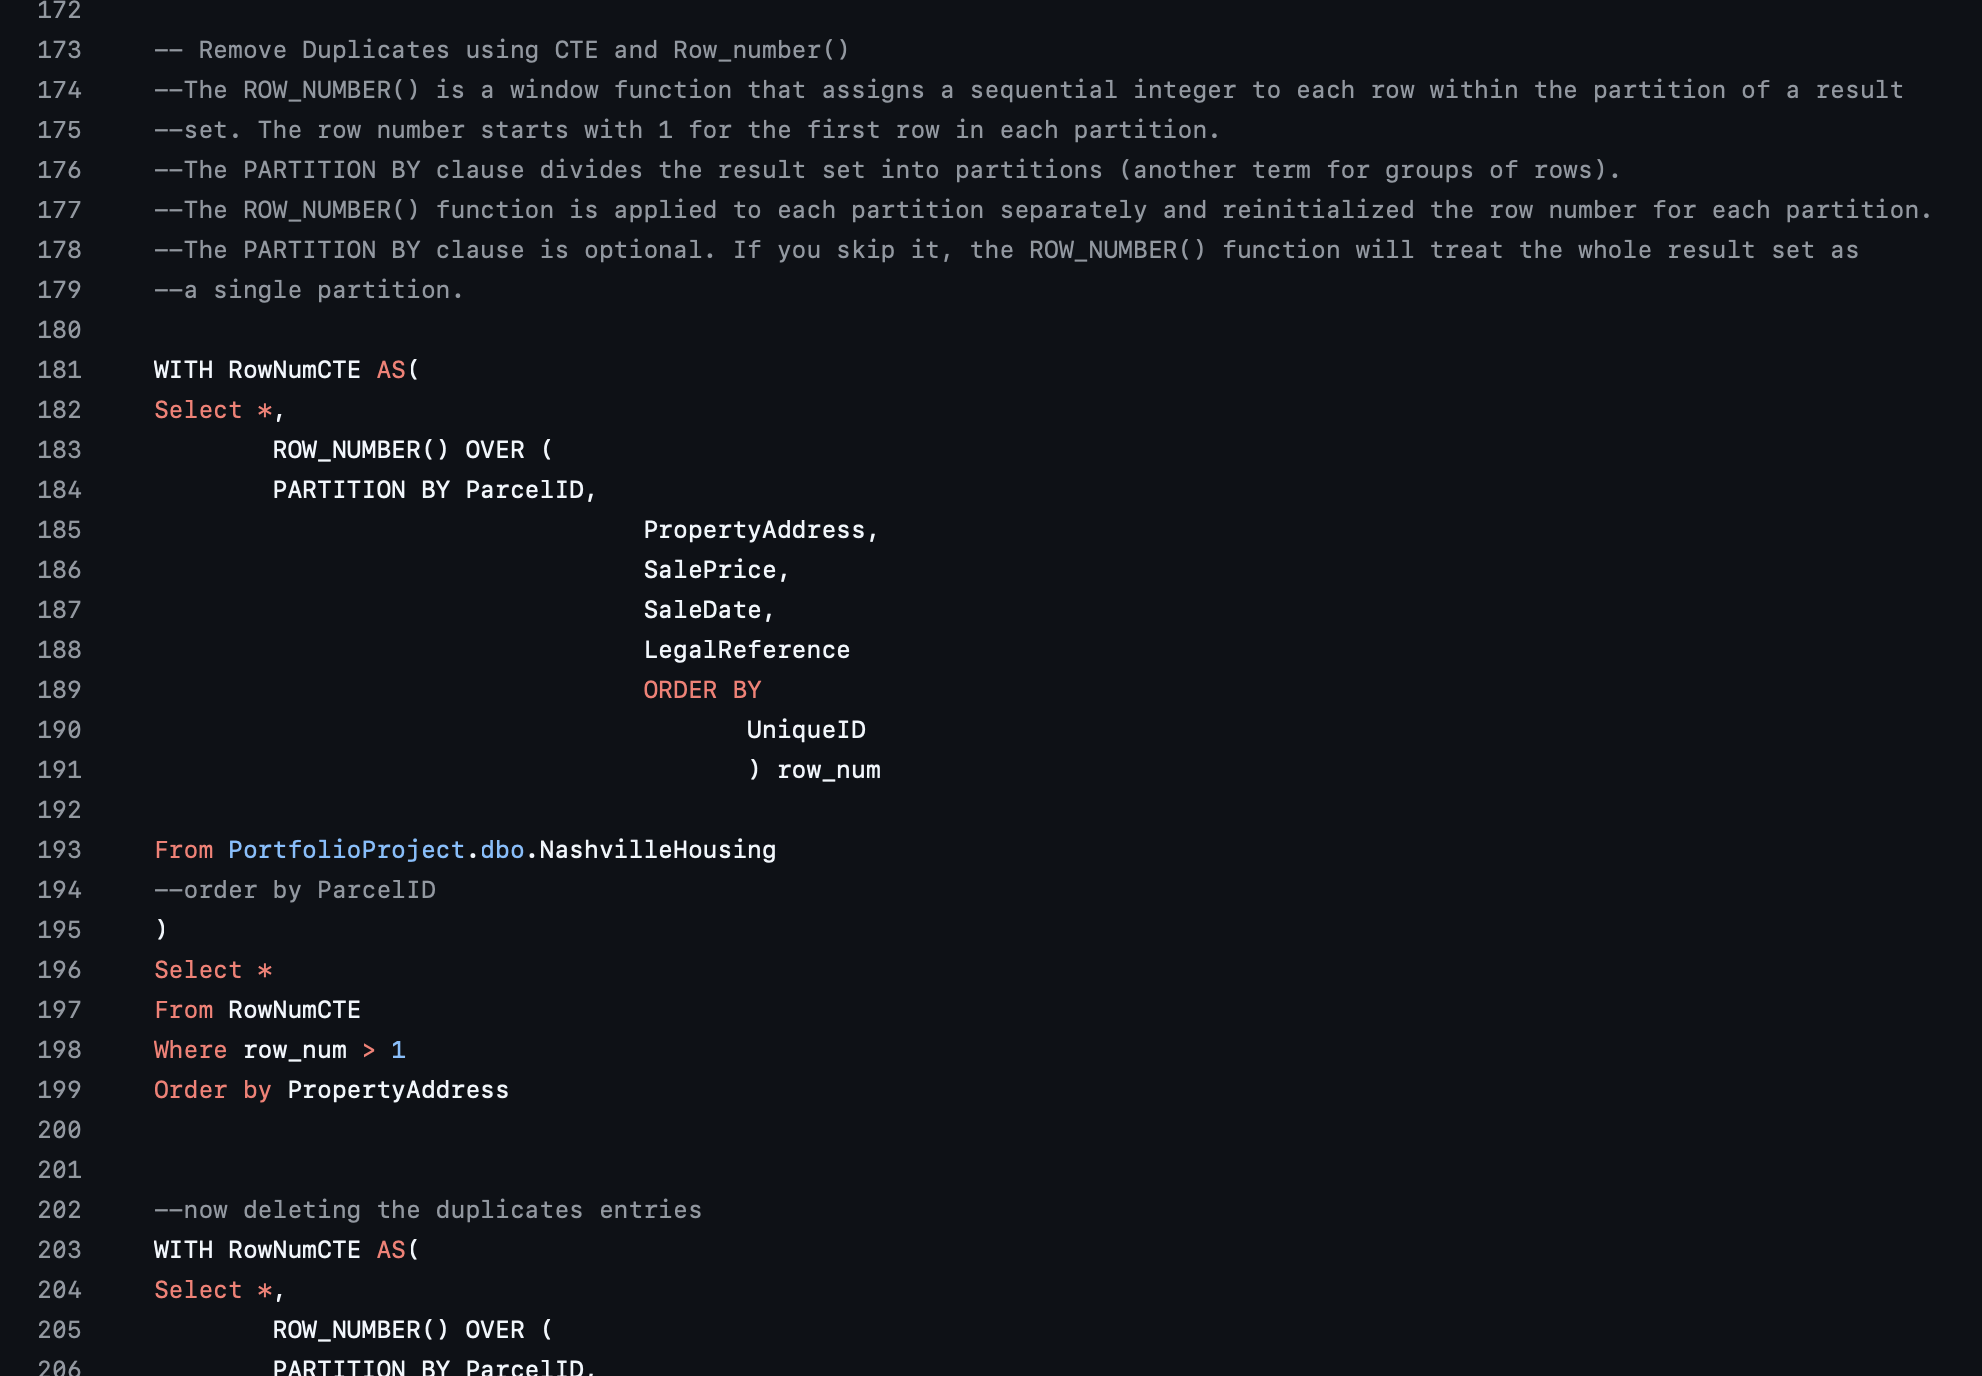 172
173 -- Remove Duplicates using CTE and Row_number()
174 --The ROW_NUMBER() is a window function that assigns a sequential integer to each row within the partition of a result
175 --set. The row number starts with 1 for the first row in each partition.
176 --The PARTITION BY clause divides the result set into partitions (another term for groups of rows).
177 --The ROW_NUMBER() function is applied to each partition separately and reinitialized the row number for each partition.
178 --The PARTITION BY clause is optional. If you skip it, the ROW_NUMBER() function will treat the whole result set as
179 --a single partition.
180
181 WITH RowNumCTE AS(
182 Select *,
183 ROW_NUMBER() OVER (
184 PARTITION BY ParcelID,
185 PropertyAddress,
186 SalePrice,
187 SaleDate,
188 LegalReference
189 ORDER BY
190 UniqueID
191 ) row_num
192
193 From PortfolioProject.dbo.NashvilleHousing
194 --order by ParcelID
195 )
196 Select *
197 From RowNumCTE
198 Where row_num > 1
199 Order by PropertyAddress
200
201
202 --now deleting the duplicates entries
203 WITH RowNumCTE AS(
204 Select *,
205 ROW_NUMBER() OVER (
206 PARTITION BY ParcelID,